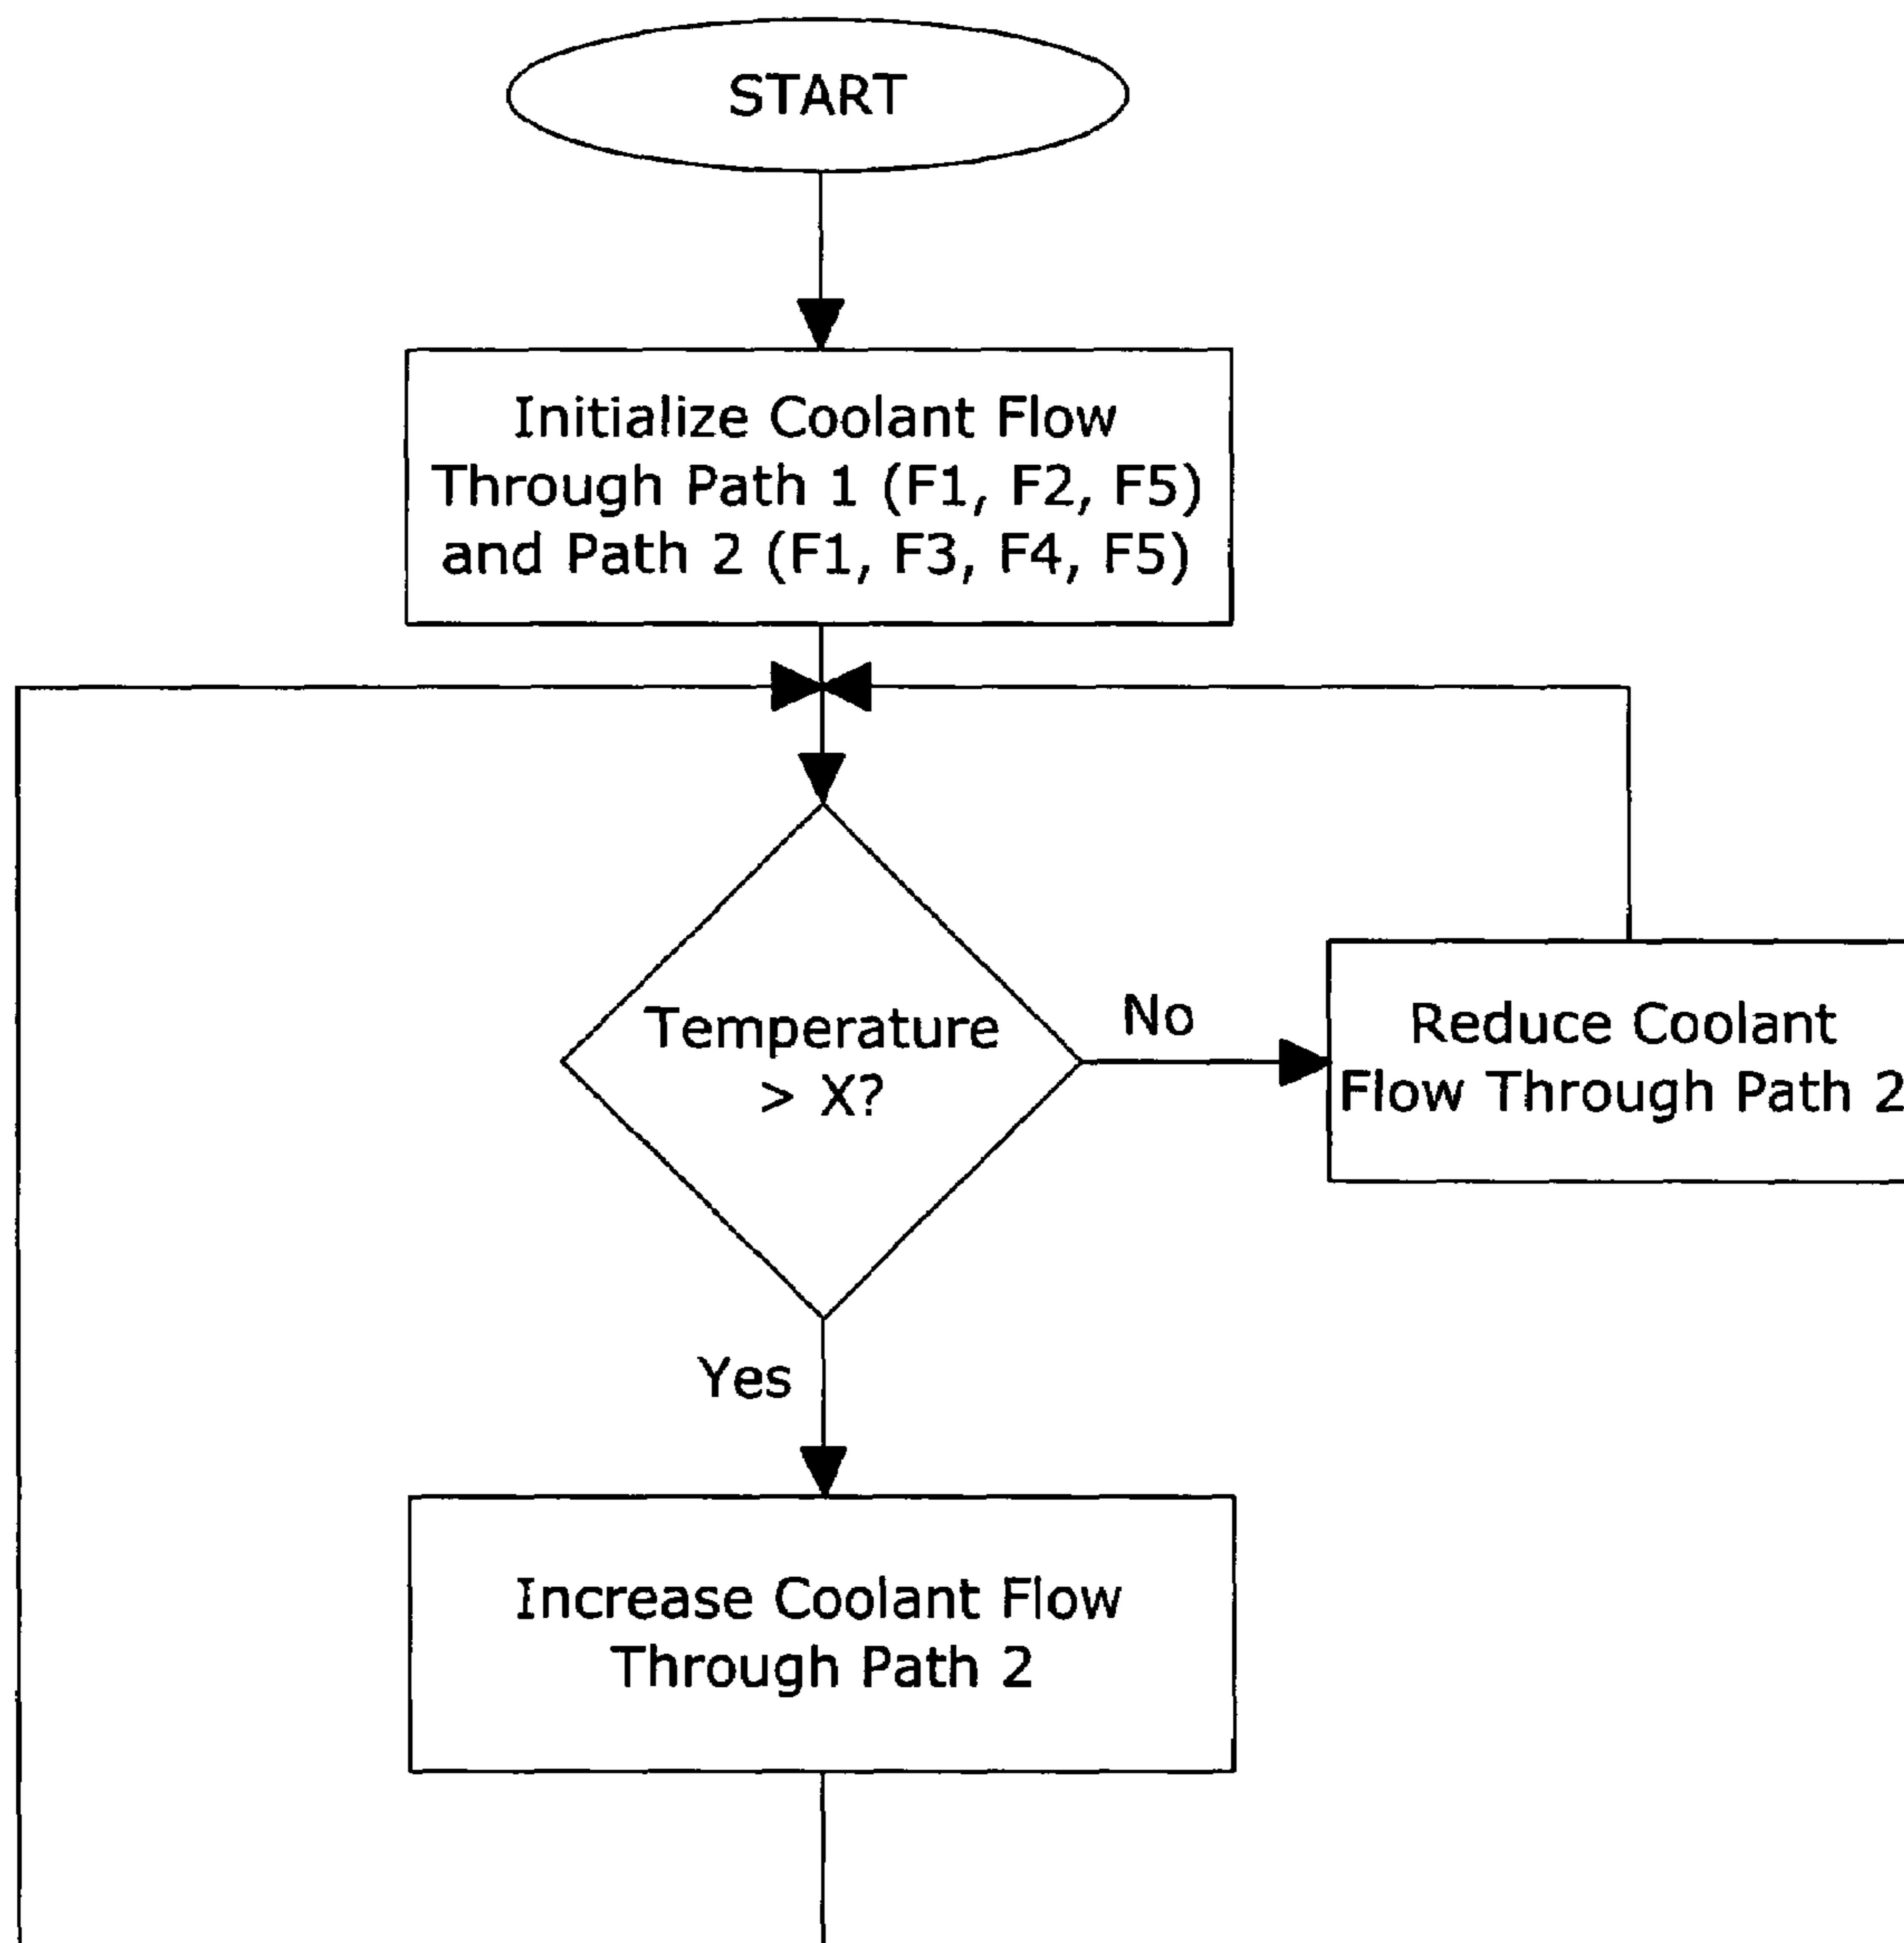 START
Initialize Coolant Flow
Through Path 1 (F1, F2, F5)
and Path 2 (F1, F3, F4, F5)
Temperature
> X?
No
Reduce Coolant
Flow Through Path 2
Yes
Increase Coolant Flow
Through Path 2